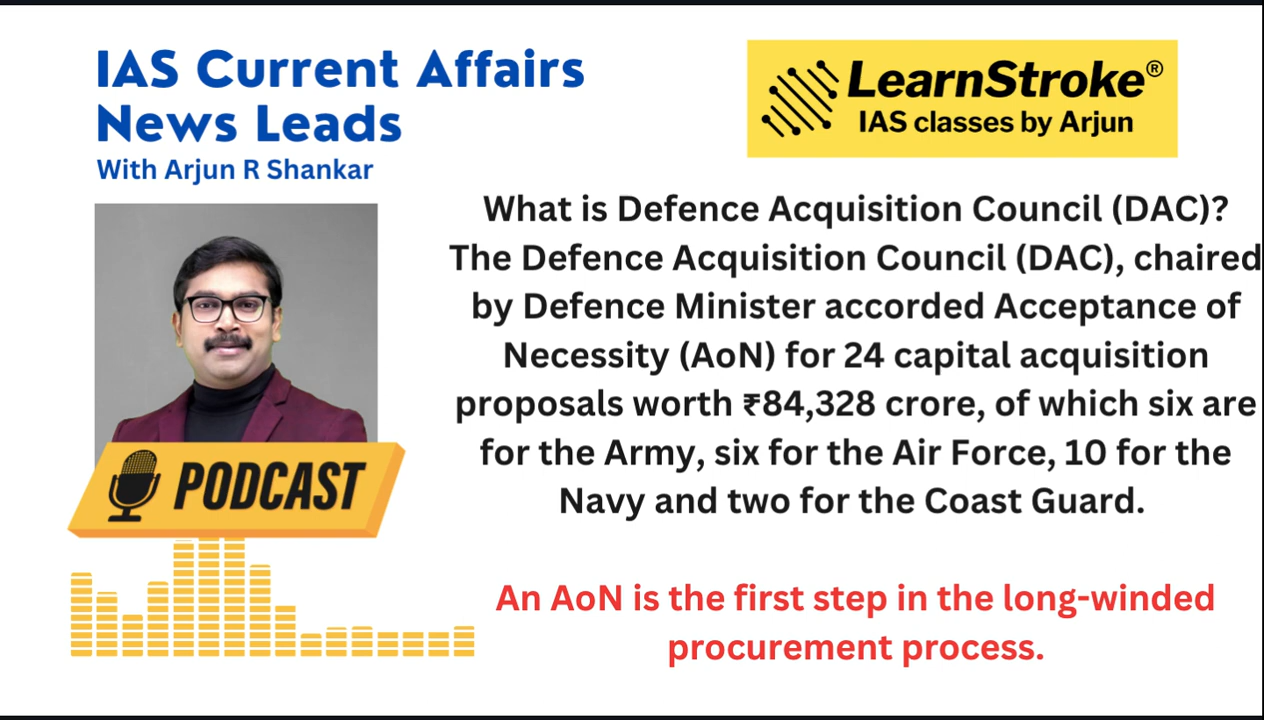 IAS Current Affairs
News Leads
With Arjun R Shankar
LearnStroke®
IAS classes by Arjun
What is Defence Acquisition Council (DAC)?
The Defence Acquisition Council (DAC), chaired
by Defence Minister accorded Acceptance of
Necessity (AoN) for 24 capital acquisition
proposals worth ₹84,328 crore, of which six are
for the Army, six for the Air Force, 10 for the
Navy and two for the Coast Guard.
PODCAST
An AoN is the first step in the long-winded
procurement process.